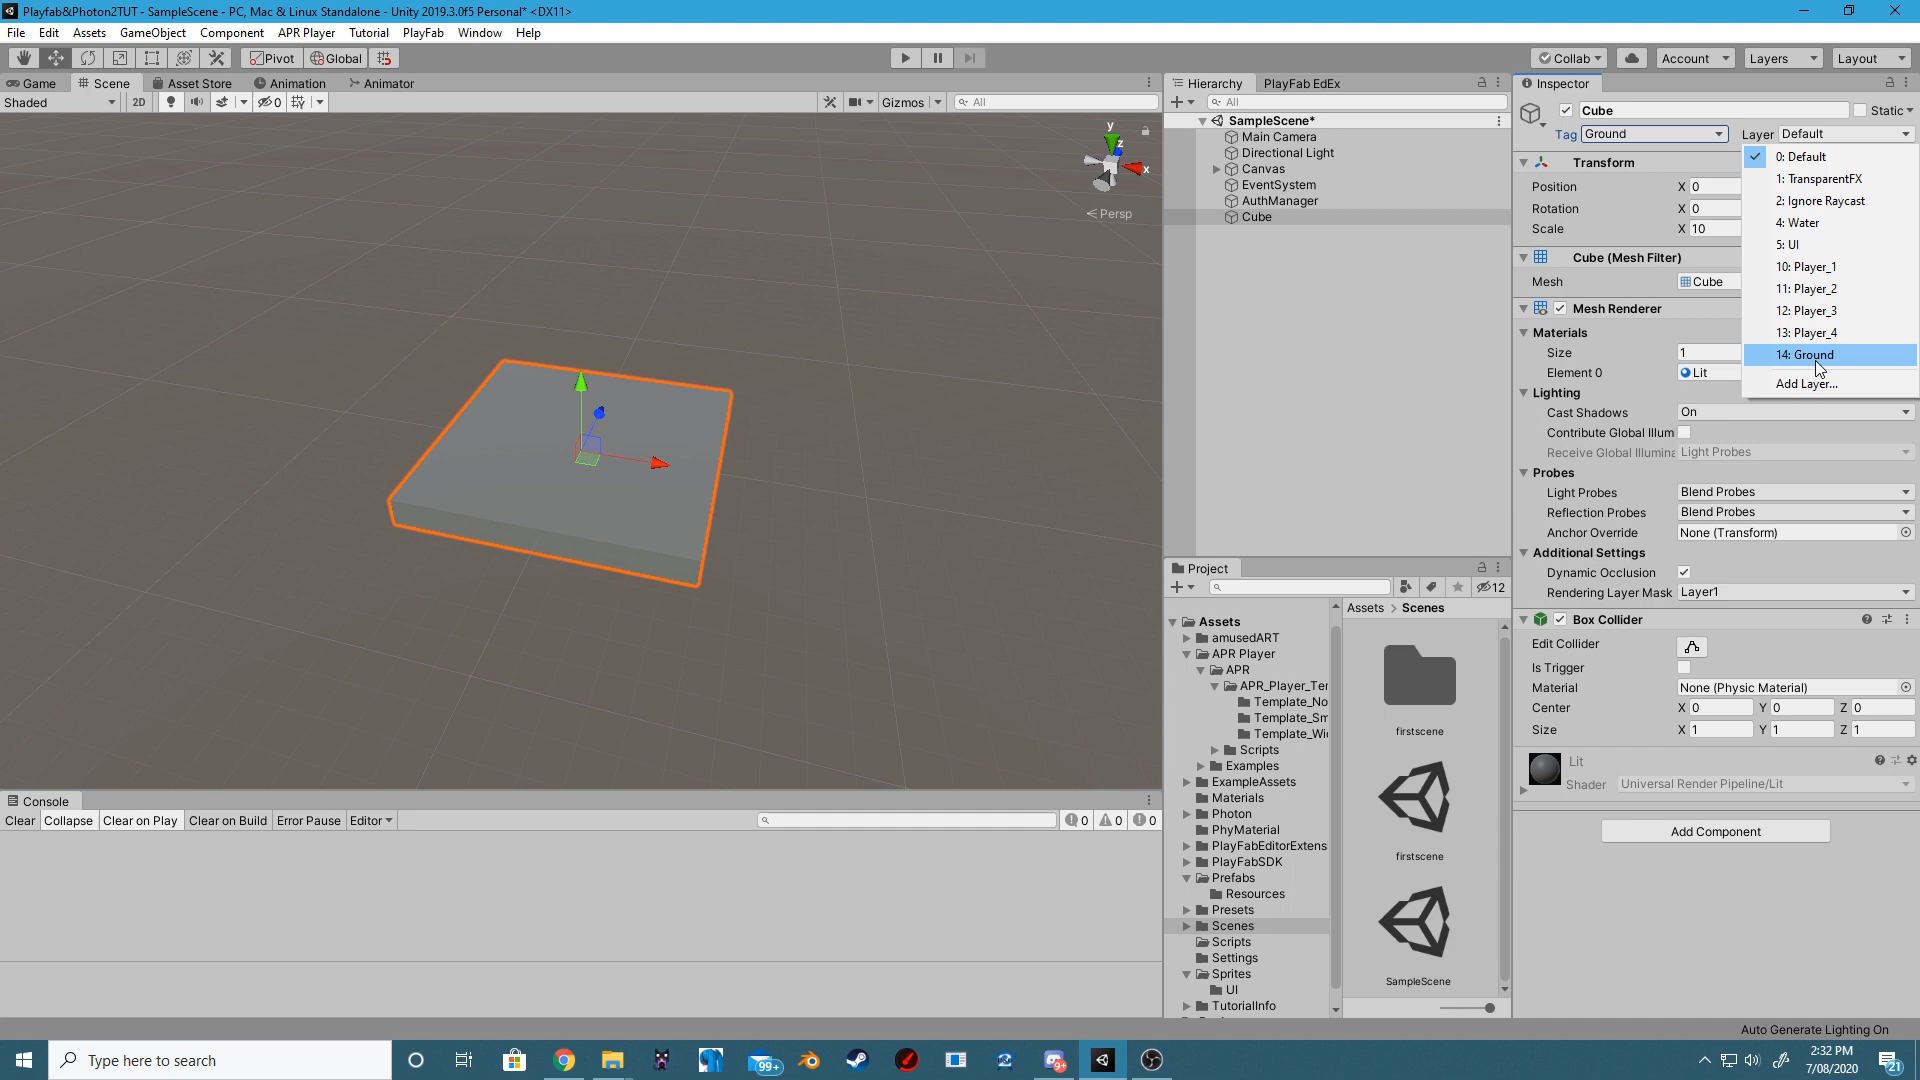 Playfab&Photon2TUT - SampleScene - PC, Mac & Linux Standalone - Unity 2019.3.0f5 Personal* <DX11>
File Edit Assets GameObject Component APR Player Tutorial PlayFab Window Help
Pivot Global Collab Account Layers Layout
Game Scene Asset Store Animation Animator
Shaded 2D 0 Gizmos All
y
z
x
Persp
Hierarchy PlayFab EdEx
All
SampleScene*
Main Camera
Directional Light
Canvas
EventSystem
AuthManager
Cube
Inspector
Cube Static
Tag Ground Layer Default
0: Default
1: TransparentFX
2: Ignore Raycast
4: Water
5: UI
10: Player_1
11: Player_2
12: Player_3
13: Player_4
14: Ground
Add Layer...
Transform
Position X 0
Rotation X 0
Scale X 10
Cube (Mesh Filter)
Mesh Cube
Mesh Renderer
Materials
Size 1
Element 0 Lit
Lighting
Cast Shadows On
Contribute Global Illum
Receive Global Illumina Light Probes
Probes
Light Probes Blend Probes
Reflection Probes Blend Probes
Anchor Override None (Transform)
Additional Settings
Dynamic Occlusion
Rendering Layer Mask Layer1
Box Collider
Edit Collider
Is Trigger
Material None (Physic Material)
Center X 0 Y 0 Z 0
Size X 1 Y 1 Z 1
Lit
Shader Universal Render Pipeline/Lit
Add Component
Project
12
Assets
amusedART
APR Player
APR
APR_Player_Ter
Template_No
Template_Sm
Template_Wi
Scripts
Examples
ExampleAssets
Materials
Photon
PhyMaterial
PlayFabEditorExtens
PlayFabSDK
Prefabs
Resources
Presets
Scenes
Scripts
Settings
Sprites
UI
TutorialInfo
Assets > Scenes
firstscene
firstscene
SampleScene
Console
Clear Collapse Clear on Play Clear on Build Error Pause Editor 0 0 0
Auto Generate Lighting On
Type here to search
99+
9+
2:32 PM
7/08/2020
21